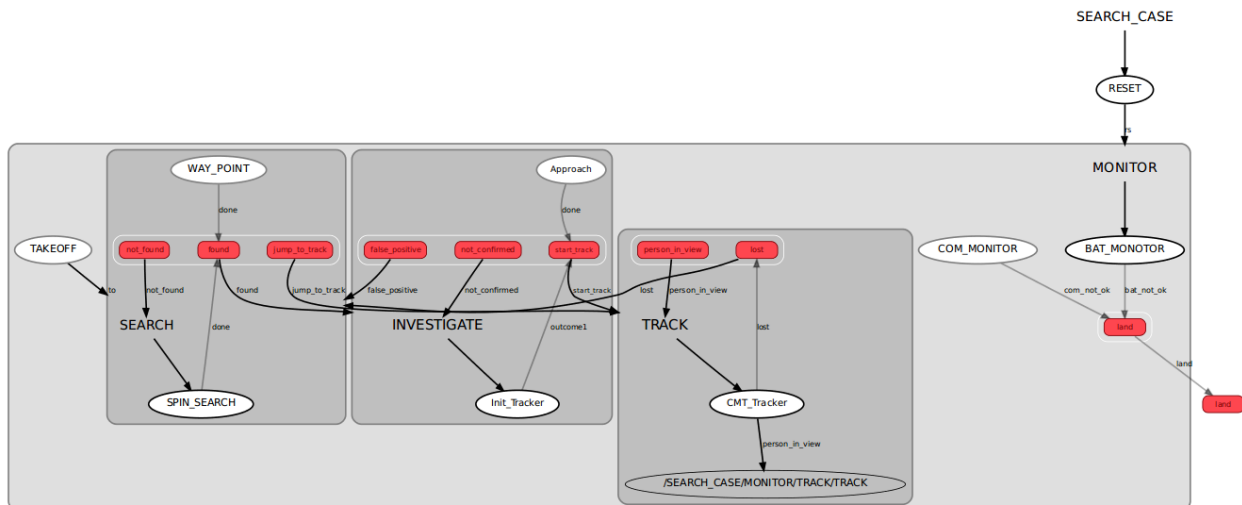 SEARCH_CASE
RESET
rs
MONITOR
WAY_POINT
Approach
done
done
TAKEOFF
not_found
found
jump_to_track
false_positive
not_confirmed
start_track
person_in_view
lost
COM_MONITOR
BAT_MONOTOR
to
not_found
found
jump_to_track
false_positive
not_confirmed
start_track
lost
person_in_view
com_not_ok
bat_not_ok
SEARCH
done
INVESTIGATE
outcome1
TRACK
lost
land
land
SPIN_SEARCH
Init_Tracker
CMT_Tracker
land
person_in_view
/SEARCH_CASE/MONITOR/TRACK/TRACK